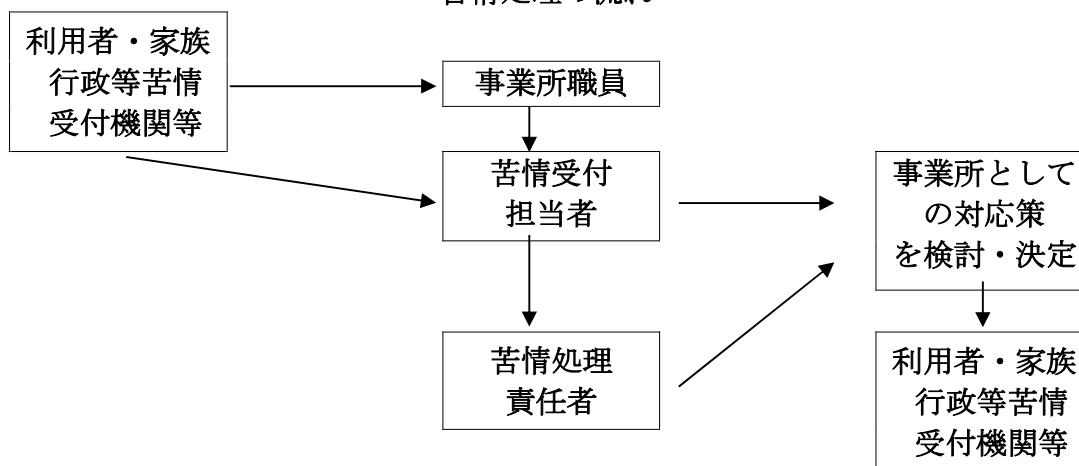 利用者・家族
行政等苦情
受付機関等
事業所職員
苦情受付
担当者
苦情処理
責任者
事業所として
の対応策
を検討・決定
利用者・家族
行政等苦情
受付機関等